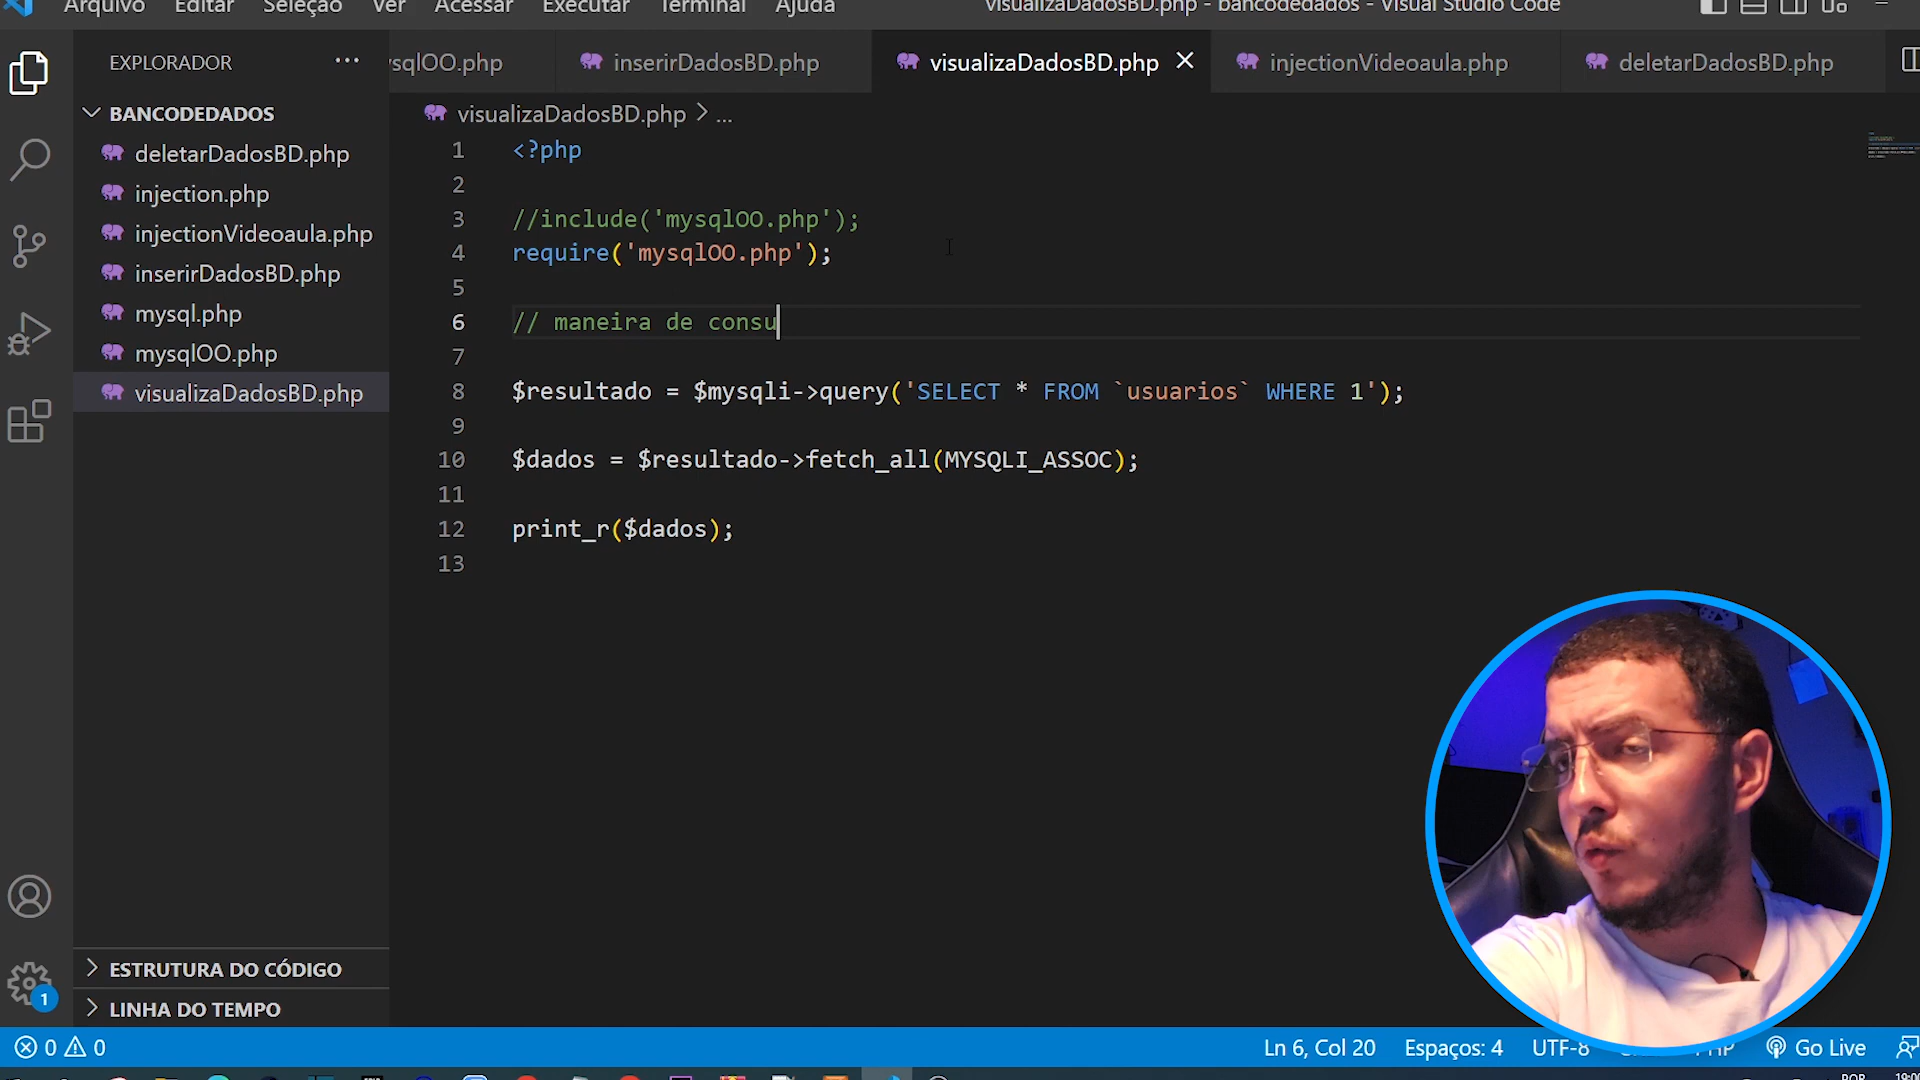 Arquivo Editar Seleção Ver Acessar Executar Terminal Ajuda visualizaDadosBD.php - bancodedados - Visual Studio Code
EXPLORADOR ...
BANCODEDADOS
deletarDadosBD.php
injection.php
injectionVideoaula.php
inserirDadosBD.php
mysql.php
mysqlOO.php
visualizaDadosBD.php
ESTRUTURA DO CÓDIGO
LINHA DO TEMPO
1
sqlOO.php inserirDadosBD.php visualizaDadosBD.php injectionVideoaula.php deletarDadosBD.php
visualizaDadosBD.php > ...
1 <?php
2
3 //include('mysqlOO.php');
4 require('mysqlOO.php');
5
6 // maneira de consu
7
8 $resultado = $mysqli->query('SELECT * FROM `usuarios` WHERE 1');
9
10 $dados = $resultado->fetch_all(MYSQLI_ASSOC);
11
12 print_r($dados);
13
0 0 Ln 6, Col 20 Espaços: 4 UTF-8 PHP Go Live
POR 19:00